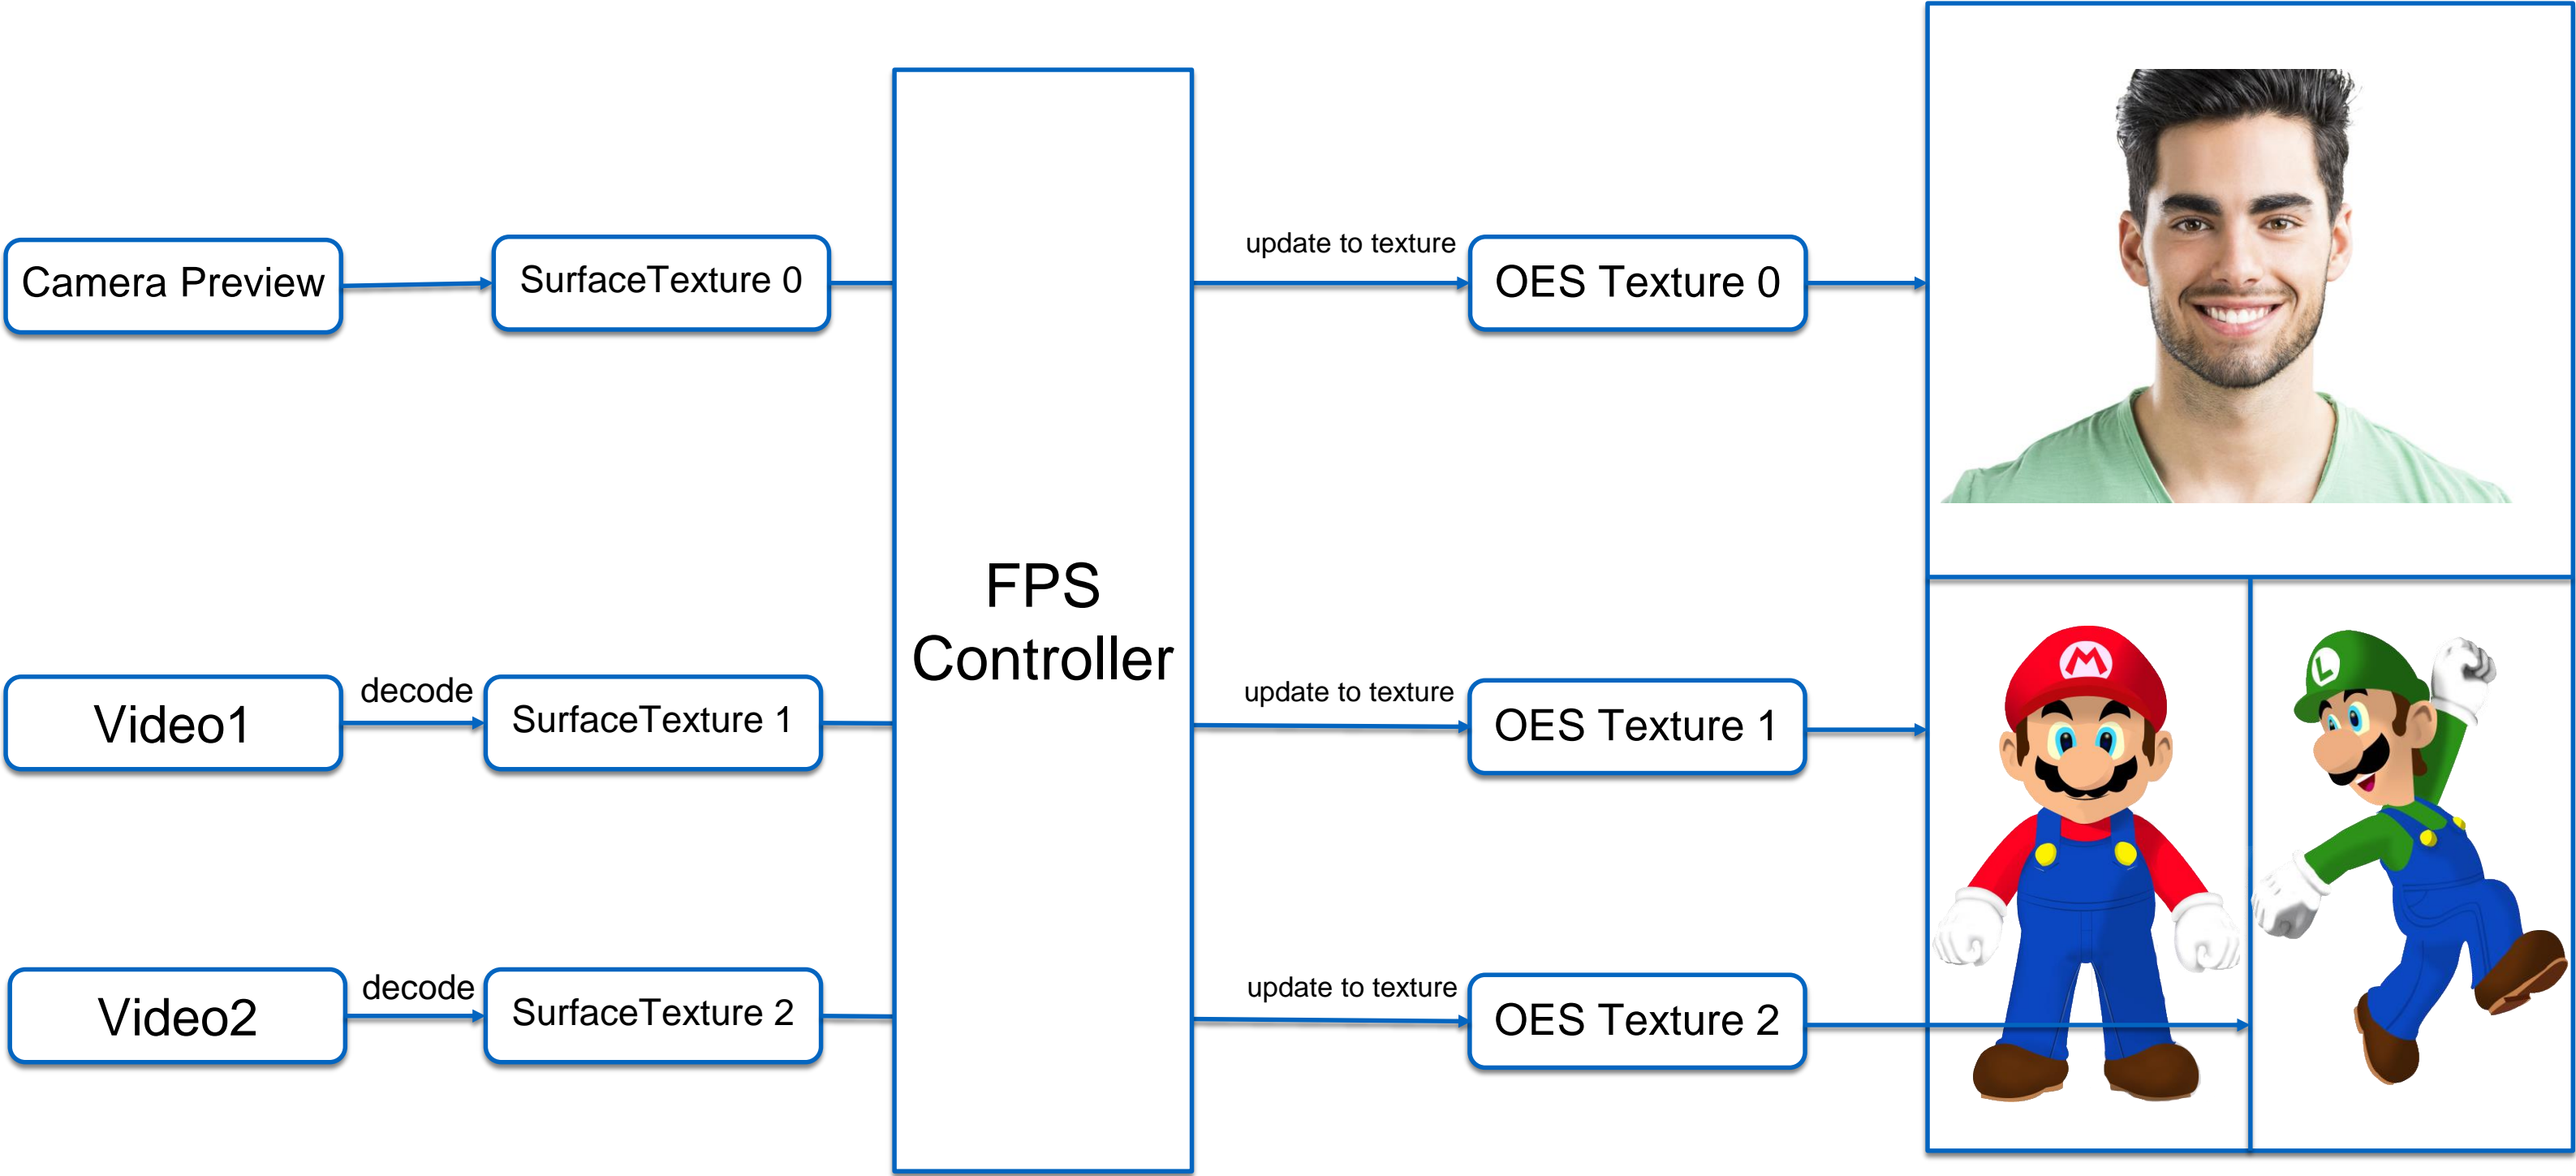 Camera Preview
SurfaceTexture 0
update to texture
OES Texture 0
FPS
Controller
Video1
decode
SurfaceTexture 1
update to texture
OES Texture 1
M
L
Video2
decode
SurfaceTexture 2
update to texture
OES Texture 2